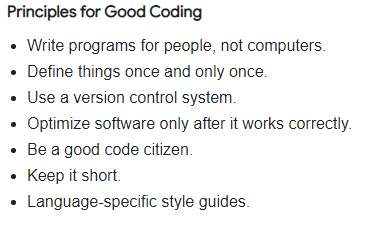 Principles for Good Coding
• Write programs for people, not computers.
• Define things once and only once.
• Use a version control system.
• Optimize software only after it works correctly.
• Be a good code citizen.
• Keep it short.
• Language-specific style guides.